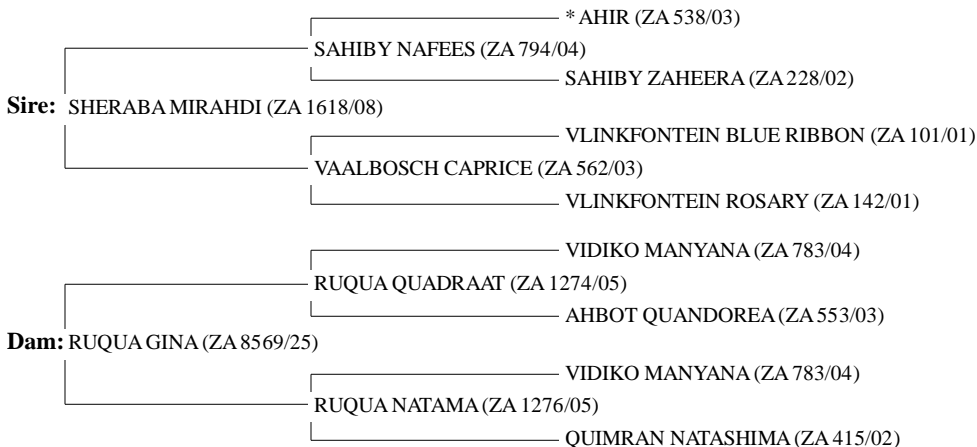 * AHIR (ZA 538/03)
SAHIBY NAFEES (ZA 794/04)
SAHIBY ZAHEERA (ZA 228/02)
Sire: SHERABA MIRAHDI (ZA 1618/08)
VLINKFONTEIN BLUE RIBBON (ZA 101/01)
VAALBOSCH CAPRICE (ZA 562/03)
VLINKFONTEIN ROSARY (ZA 142/01)
VIDIKO MANYANA (ZA 783/04)
RUQUA QUADRAAT (ZA 1274/05)
AHBOT QUANDOREA (ZA 553/03)
Dam: RUQUA GINA (ZA 8569/25)
VIDIKO MANYANA (ZA 783/04)
RUQUA NATAMA (ZA 1276/05)
QUIMRAN NATASHIMA (ZA 415/02)